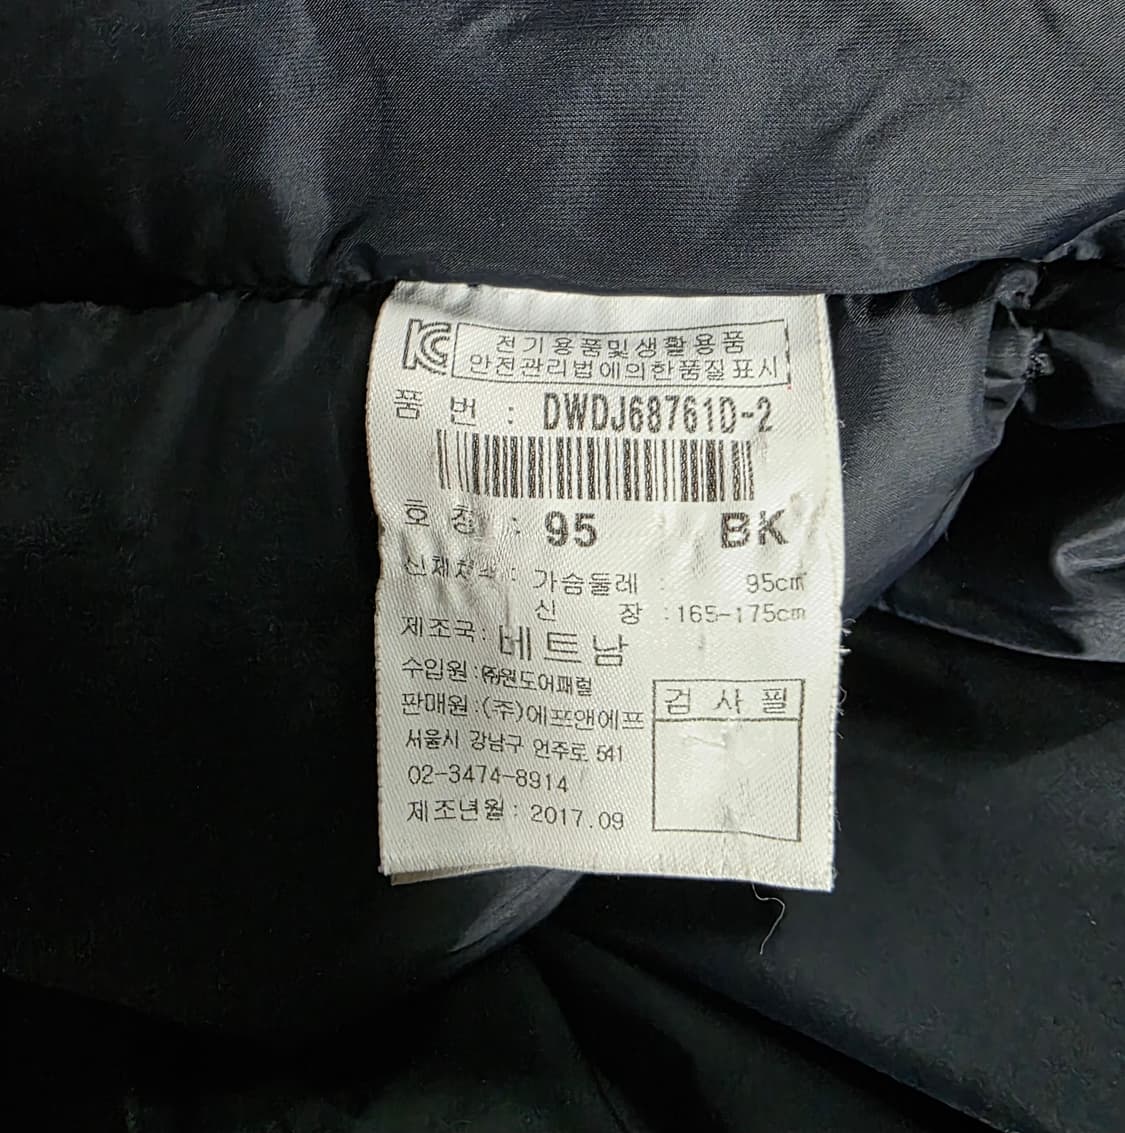 KC 전기용품및생활용품
안전관리법에의한품질표시
품 번 : DWDJ68761D-2
호 칭 : 95 BK
신체치수 : 가슴둘레 : 95cm
신 장 : 165-175cm
제조국 : 베트남
수입원 : ㈜원도어패럴
판매원 : (주)에프앤에프
검 사 필
서울시 강남구 언주로 541
02-3474-8914
제조년월 : 2017.09